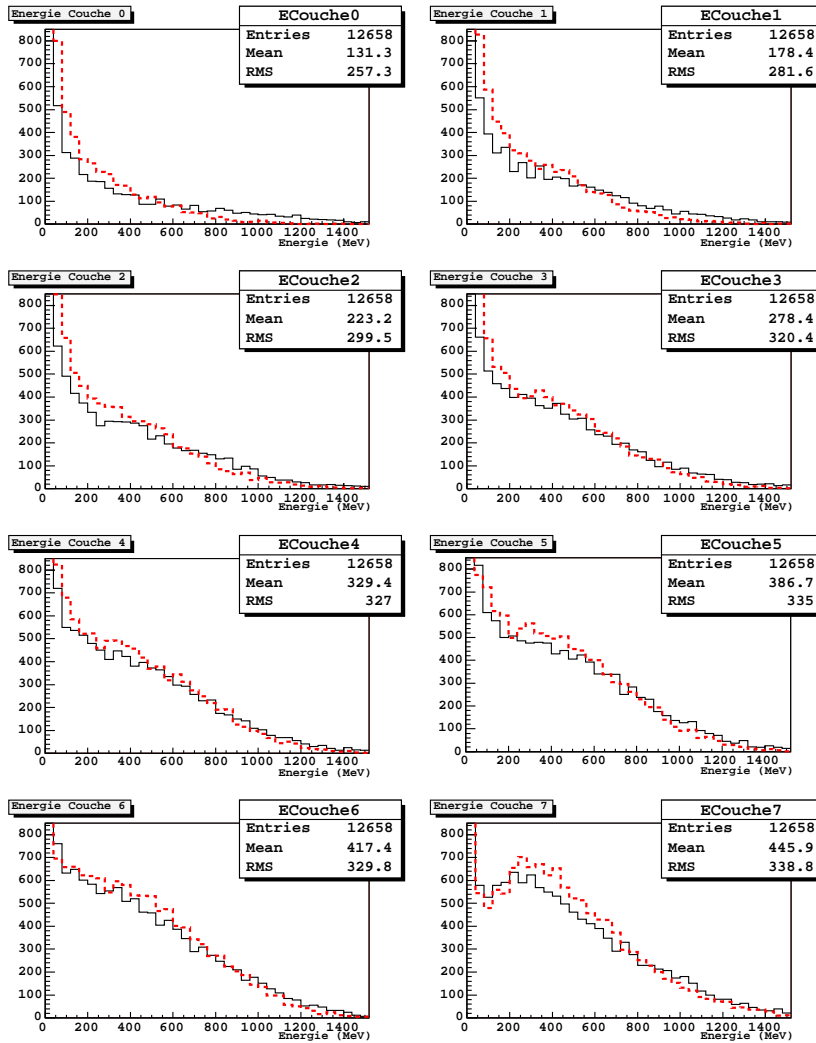 Energie Couche 0
ECouche0
Entries 12658
Mean 131.3
RMS 257.3
800
700
600
500
400
300
200
100
0
0 200 400 600 800 1000 1200 1400
Energie (MeV)
Energie Couche 1
ECouche1
Entries 12658
Mean 178.4
RMS 281.6
800
700
600
500
400
300
200
100
0
0 200 400 600 800 1000 1200 1400
Energie (MeV)
Energie Couche 2
ECouche2
Entries 12658
Mean 223.2
RMS 299.5
800
700
600
500
400
300
200
100
0
0 200 400 600 800 1000 1200 1400
Energie (MeV)
Energie Couche 3
ECouche3
Entries 12658
Mean 278.4
RMS 320.4
800
700
600
500
400
300
200
100
0
0 200 400 600 800 1000 1200 1400
Energie (MeV)
Energie Couche 4
ECouche4
Entries 12658
Mean 329.4
RMS 327
800
700
600
500
400
300
200
100
0
0 200 400 600 800 1000 1200 1400
Energie (MeV)
Energie Couche 5
ECouche5
Entries 12658
Mean 386.7
RMS 335
800
700
600
500
400
300
200
100
0
0 200 400 600 800 1000 1200 1400
Energie (MeV)
Energie Couche 6
ECouche6
Entries 12658
Mean 417.4
RMS 329.8
800
700
600
500
400
300
200
100
0
0 200 400 600 800 1000 1200 1400
Energie (MeV)
Energie Couche 7
ECouche7
Entries 12658
Mean 445.9
RMS 338.8
800
700
600
500
400
300
200
100
0
0 200 400 600 800 1000 1200 1400
Energie (MeV)